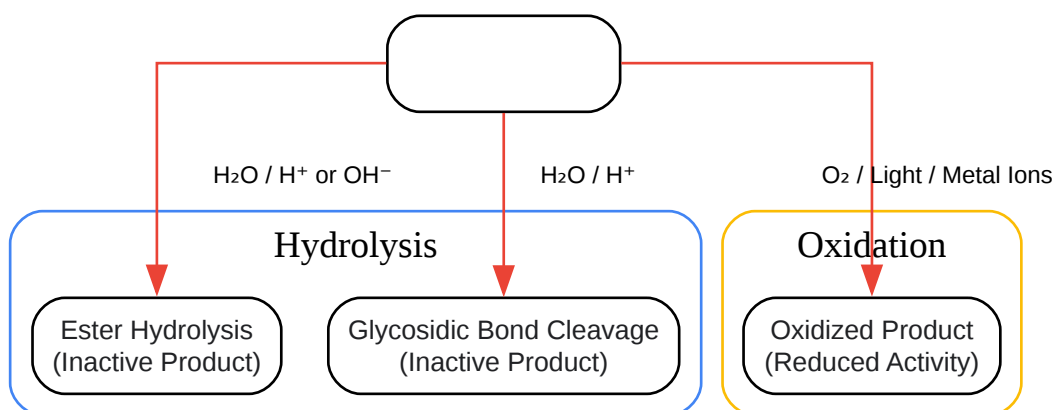 H₂O / H⁺ or OH⁻
H₂O / H⁺
O₂ / Light / Metal Ions
Hydrolysis
Oxidation
Ester Hydrolysis
(Inactive Product)
Glycosidic Bond Cleavage
(Inactive Product)
Oxidized Product
(Reduced Activity)